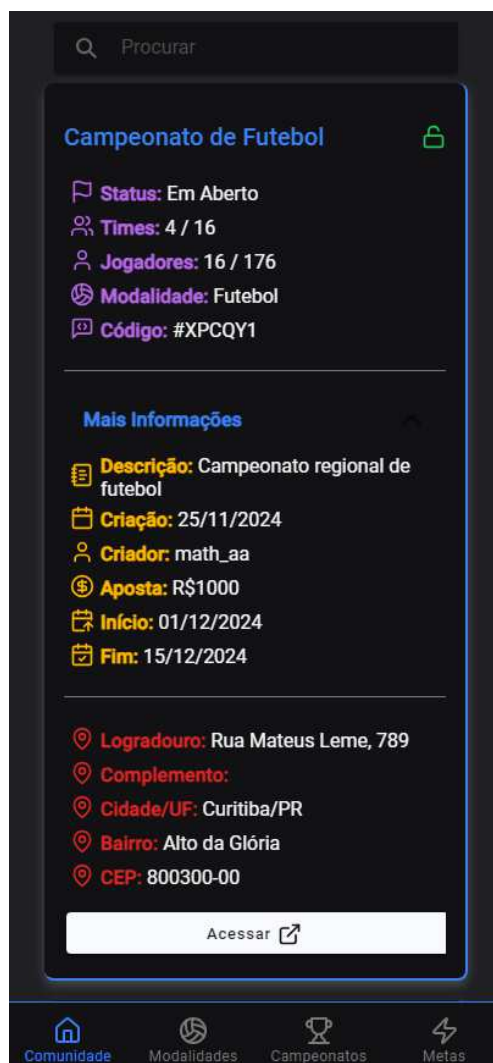 Procurar
Campeonato de Futebol
Status: Em Aberto
Times: 4 / 16
Jogadores: 16 / 176
Modalidade: Futebol
Código: #XPCQY1
Mais Informações
Descrição: Campeonato regional de
futebol
Criação: 25/11/2024
Criador: math_aa
Aposta: R$1000
Início: 01/12/2024
Fim: 15/12/2024
Logradouro: Rua Mateus Leme, 789
Complemento:
Cidade/UF: Curitiba/PR
Bairro: Alto da Glória
CEP: 800300-00
Acessar
Comunidade Modalidades Campeonatos Metas